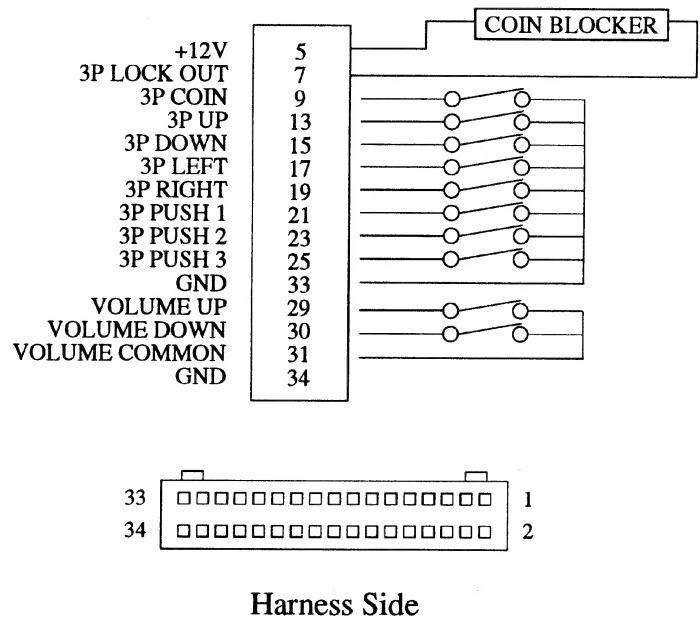 COIN BLOCKER
+12V 5
3P LOCK OUT 7
3P COIN 9
3P UP 13
3P DOWN 15
3P LEFT 17
3P RIGHT 19
3P PUSH 1 21
3P PUSH 2 23
3P PUSH 3 25
GND 33
VOLUME UP 29
VOLUME DOWN 30
VOLUME COMMON 31
GND 34
33 1
34 2
Harness Side